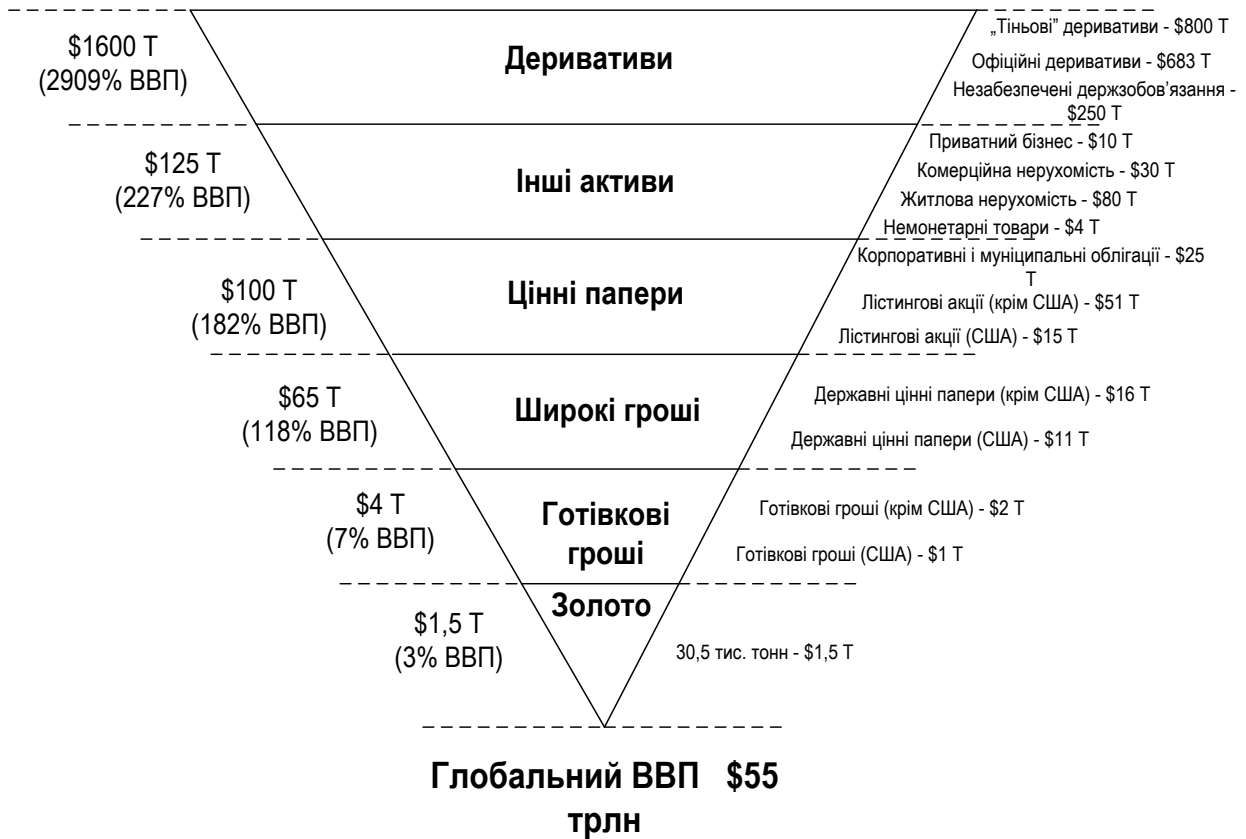 $1600 Т
(2909% ВВП)
Деривативи
„Тіньові” деривативи - $800 Т
Офіційні деривативи - $683 Т
Незабезпечені держзобов’язання -
$250 Т
$125 Т
(227% ВВП)
Інші активи
Приватний бізнес - $10 Т
Комерційна нерухомість - $30 Т
Житлова нерухомість - $80 Т
Немонетарні товари - $4 Т
$100 Т
(182% ВВП)
Цінні папери
Корпоративні і муніципальні облігації - $25
Т
Лістингові акції (крім США) - $51 Т
Лістингові акції (США) - $15 Т
$65 Т
(118% ВВП)
Широкі гроші
Державні цінні папери (крім США) - $16 Т
Державні цінні папери (США) - $11 Т
$4 Т
(7% ВВП)
Готівкові
гроші
Готівкові гроші (крім США) - $2 Т
Готівкові гроші (США) - $1 Т
$1,5 Т
(3% ВВП)
Золото
30,5 тис. тонн - $1,5 Т
Глобальний ВВП $55
трлн